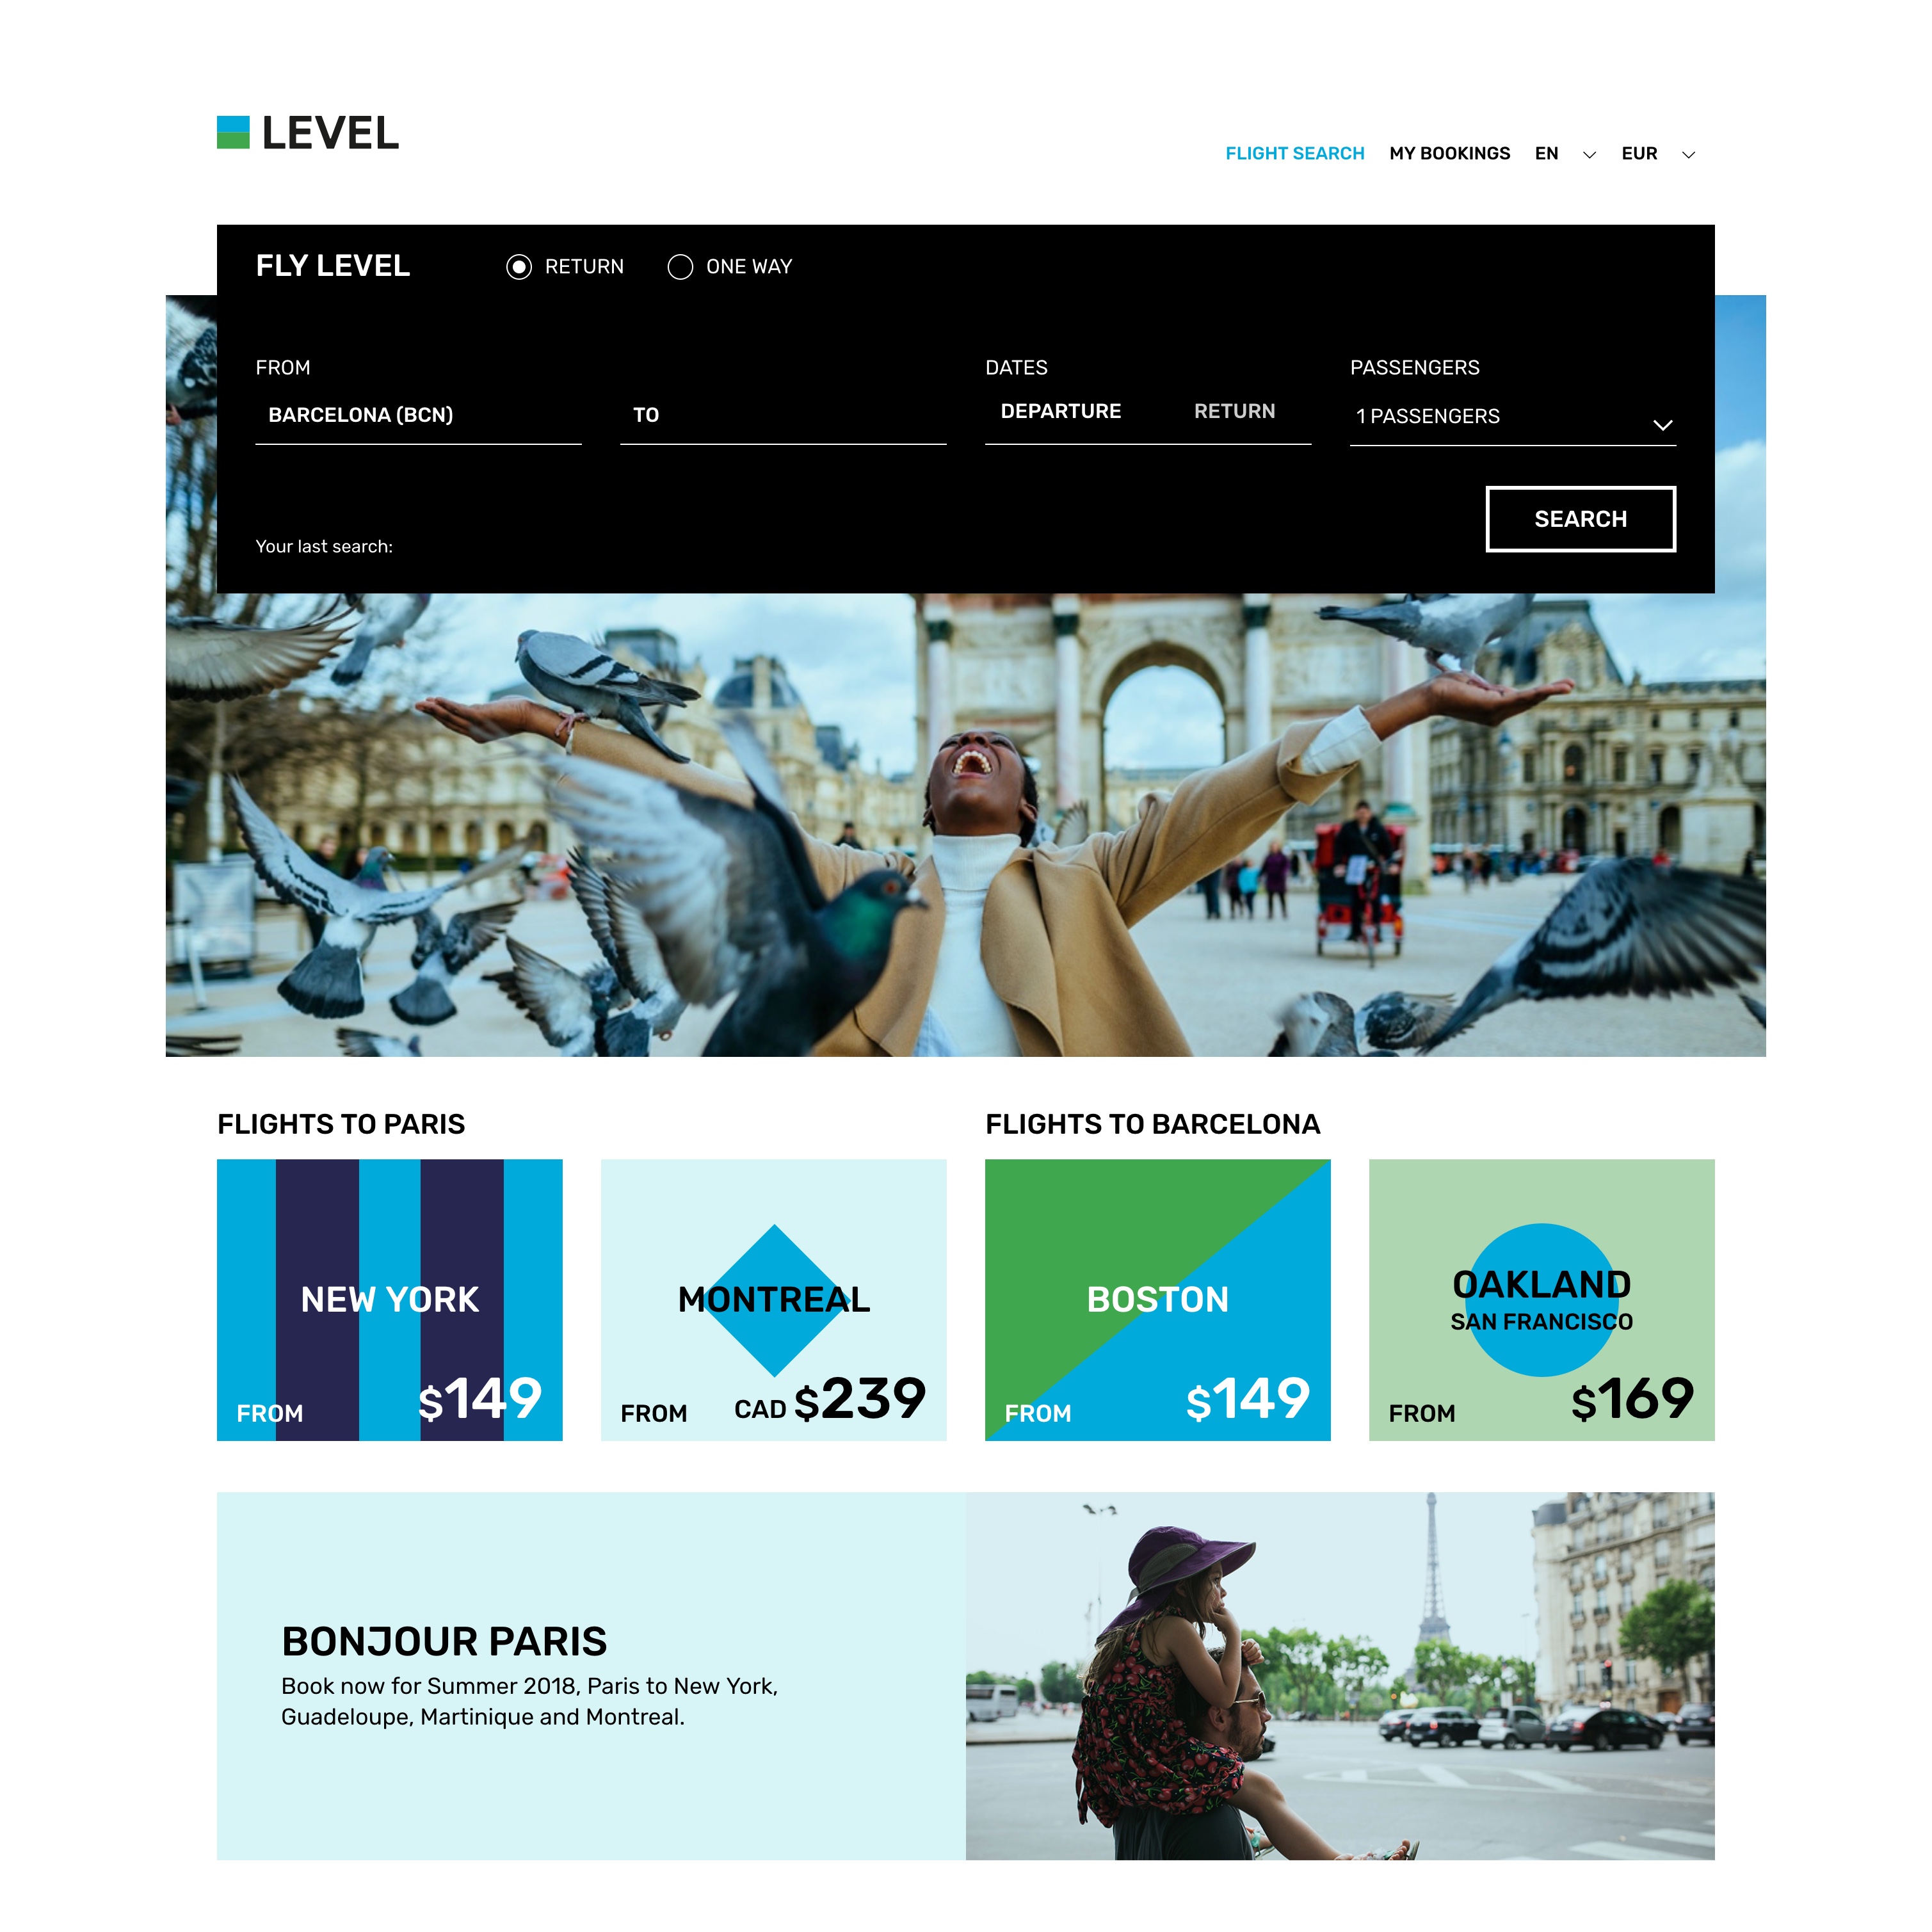 LEVEL
FLIGHT SEARCH MY BOOKINGS EN EUR
FLY LEVEL RETURN ONE WAY
FROM DATES PASSENGERS
BARCELONA (BCN) TO DEPARTURE RETURN 1 PASSENGERS
SEARCH
Your last search:
FLIGHTS TO PARIS FLIGHTS TO BARCELONA
NEW YORK
FROM $149
MONTREAL
FROM CAD $239
BOSTON
FROM $149
OAKLAND
SAN FRANCISCO
FROM $169
BONJOUR PARIS
Book now for Summer 2018, Paris to New York,
Guadeloupe, Martinique and Montreal.